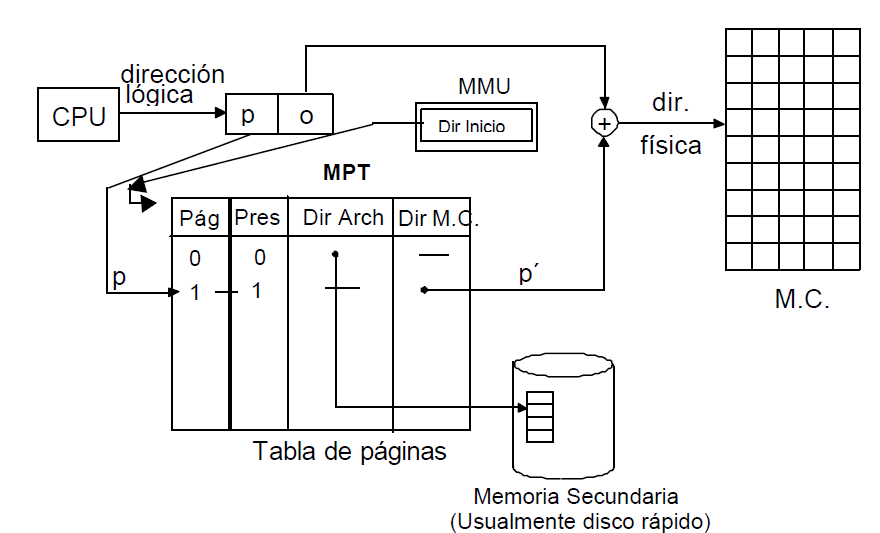 dirección
lógica
CPU
p
o
MMU
Dir Inicio
+
dir.
física
MPT
Pág Pres Dir Arch Dir M.C.
0 0 —
1 1 —
p
p´
M.C.
Tabla de páginas
Memoria Secundaria
(Usualmente disco rápido)